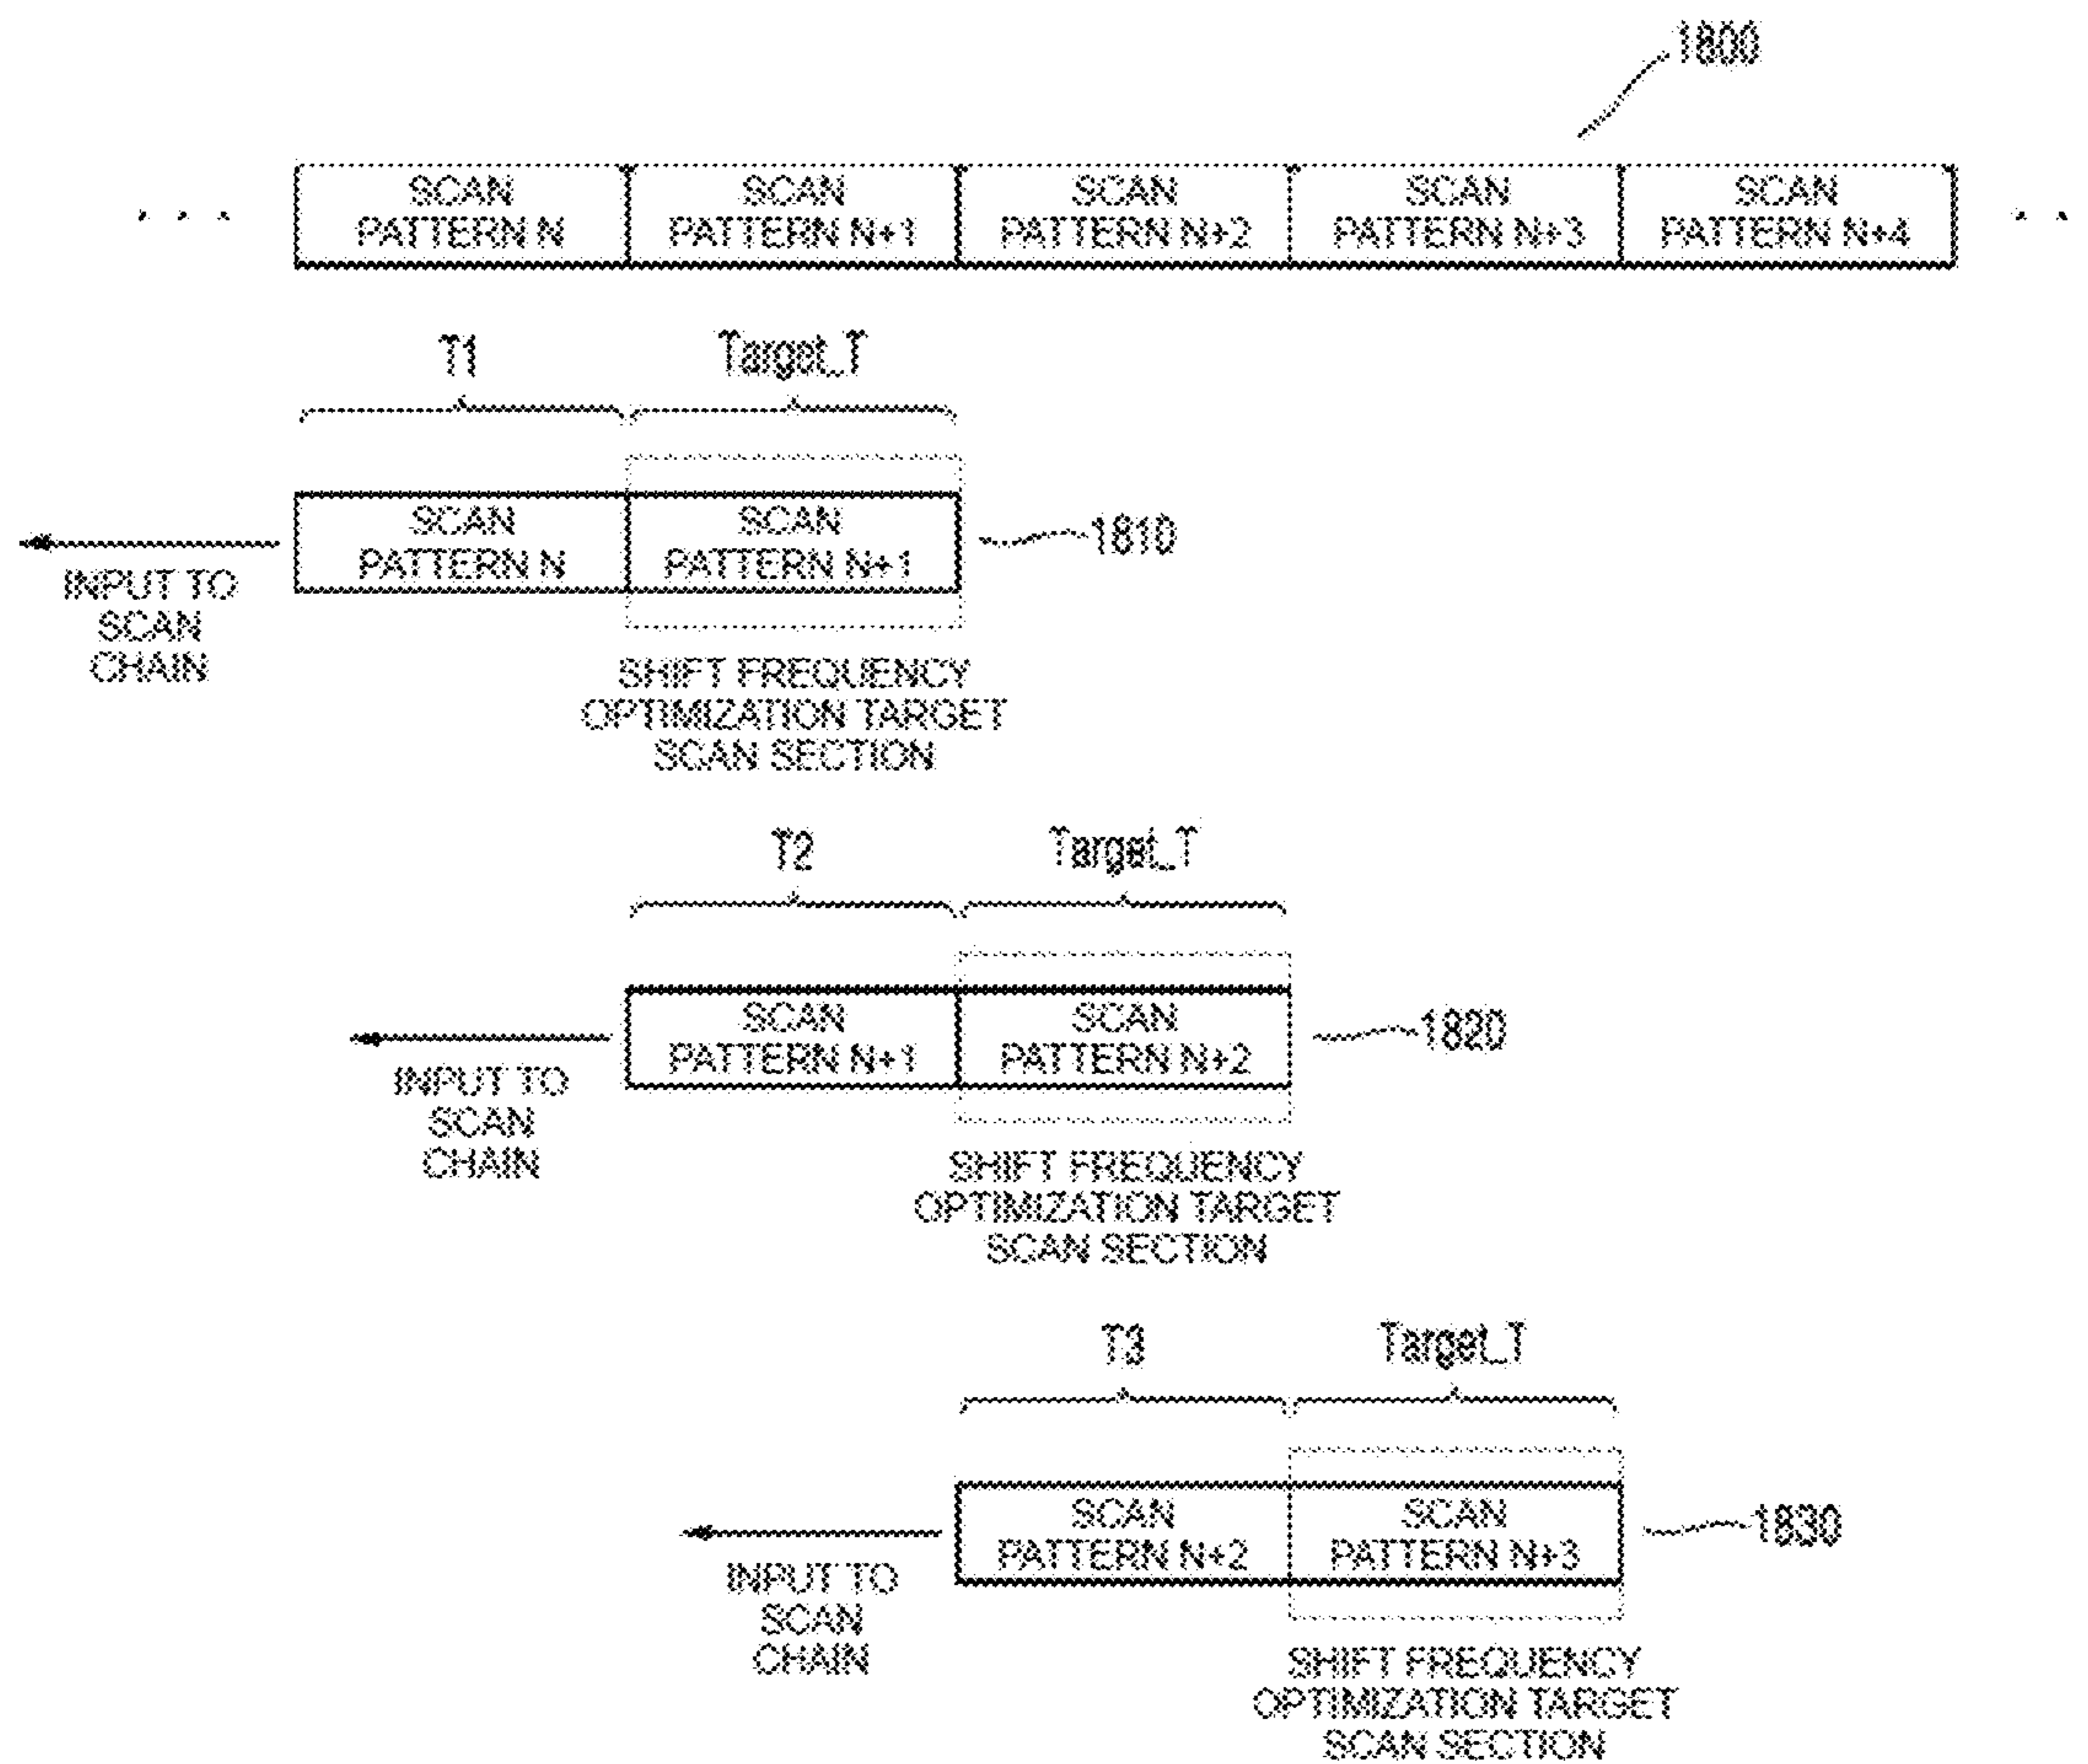 1800
. . . SCAN PATTERN N SCAN PATTERN N+1 SCAN PATTERN N+2 SCAN PATTERN N+3 SCAN PATTERN N+4 . .
T1 Target_T
SCAN PATTERN N SCAN PATTERN N+1 1810
INPUT TO
SCAN
CHAIN
SHIFT FREQUENCY
OPTIMIZATION TARGET
SCAN SECTION
T2 Target_T
SCAN PATTERN N+1 SCAN PATTERN N+2 1820
INPUT TO
SCAN
CHAIN
SHIFT FREQUENCY
OPTIMIZATION TARGET
SCAN SECTION
T3 Target_T
SCAN PATTERN N+2 SCAN PATTERN N+3 1830
INPUT TO
SCAN
CHAIN
SHIFT FREQUENCY
OPTIMIZATION TARGET
SCAN SECTION